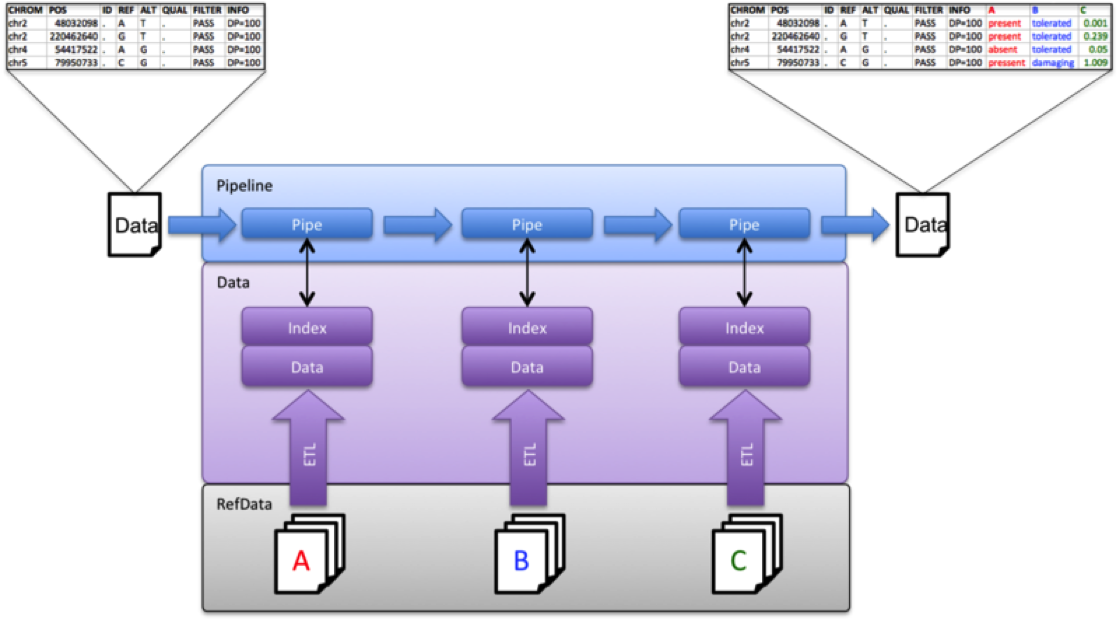 CHROM POS ID REF ALT QUAL FILTER INFO
chr2 48032098 . A T . PASS DP=100
chr2 220462640 . G T . PASS DP=100
chr4 54417522 . A G . PASS DP=100
chr5 79950733 . C G . PASS DP=100
CHROM POS ID REF ALT QUAL FILTER INFO A B C
chr2 48032098 . A T . PASS DP=100 present tolerated 0.001
chr2 220462640 . G T . PASS DP=100 present tolerated 0.239
chr4 54417522 . A G . PASS DP=100 absent tolerated 0.05
chr5 79950733 . C G . PASS DP=100 pressent damaging 1.009
Pipeline
Data Pipe Pipe Pipe Data
Data
Index Index Index
Data Data Data
ETL ETL ETL
RefData
A B C